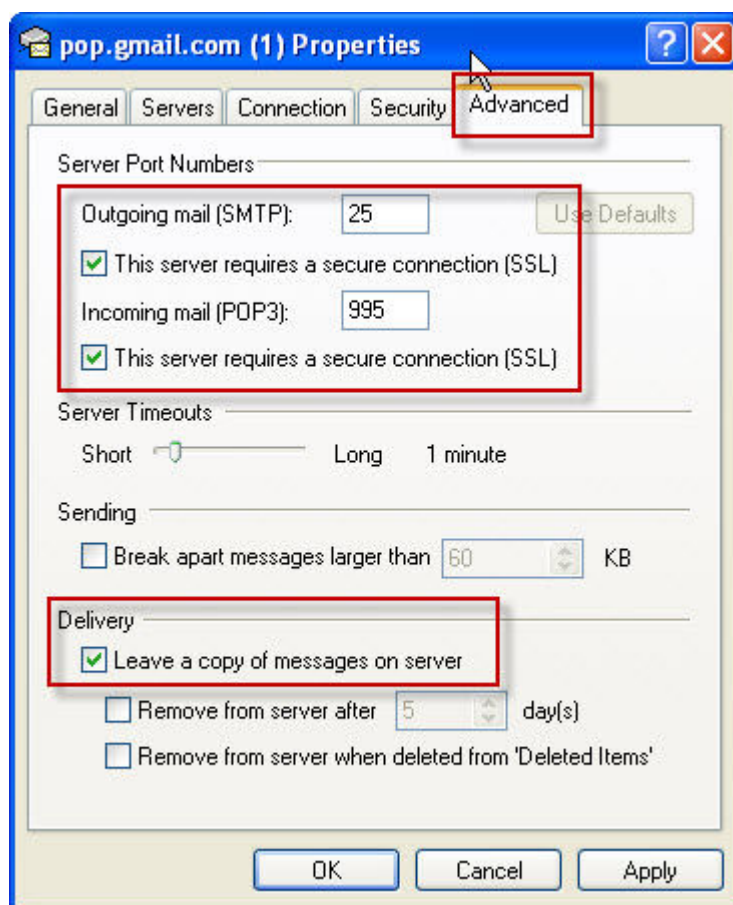 pop.gmail.com (1) Properties
General Servers Connection Security Advanced
Server Port Numbers
Outgoing mail (SMTP): 25 Use Defaults
This server requires a secure connection (SSL)
Incoming mail (POP3): 995
This server requires a secure connection (SSL)
Server Timeouts
Short Long 1 minute
Sending
Break apart messages larger than 60 KB
Delivery
Leave a copy of messages on server
Remove from server after 5 day(s)
Remove from server when deleted from 'Deleted Items'
OK Cancel Apply